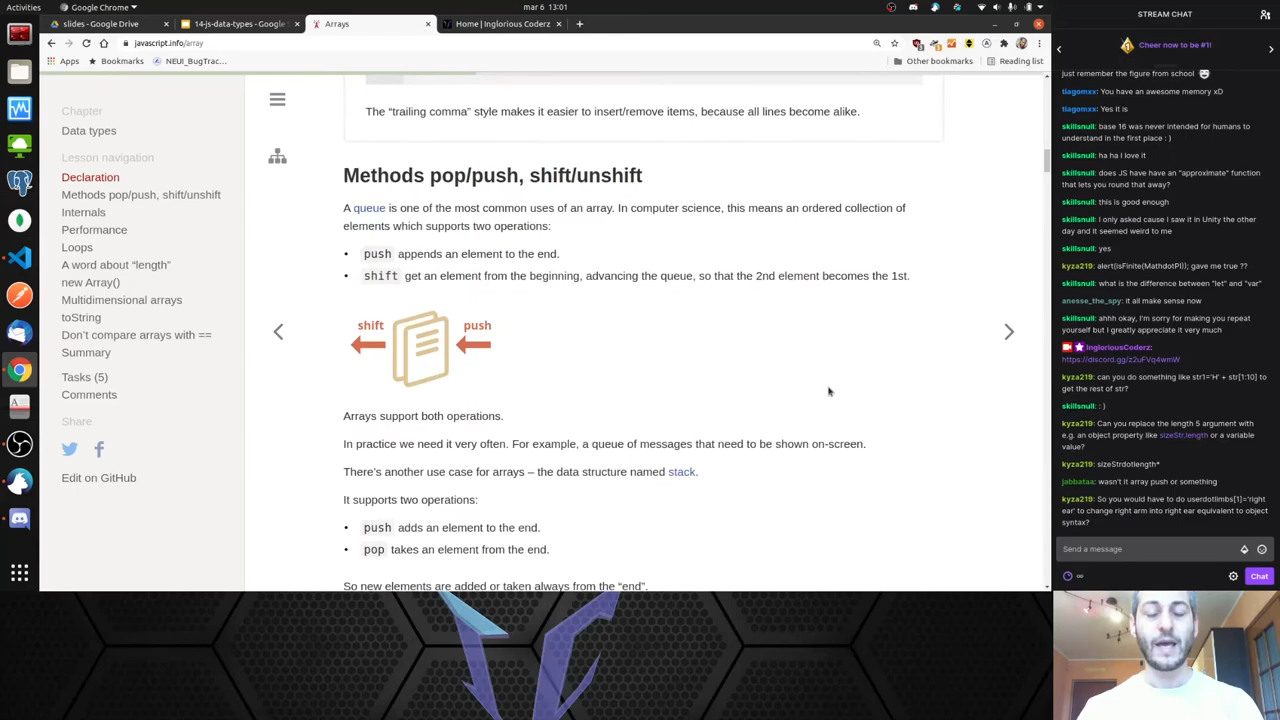 Activities
Google Chrome
mar 6 13:01
slides - Google Drive
14-js-data-types - Google S
Arrays
Home | Inglorious Coderz
javascript.info/array
Apps
Bookmarks
NEUI_BugTrac…
Other bookmarks
Reading list
Chapter
Data types
Lesson navigation
Declaration
Methods pop/push, shift/unshift
Internals
Performance
Loops
A word about “length”
new Array()
Multidimensional arrays
toString
Don’t compare arrays with ==
Summary
Tasks (5)
Comments
Share
Edit on GitHub
The “trailing comma” style makes it easier to insert/remove items, because all lines become alike.
Methods pop/push, shift/unshift
A queue is one of the most common uses of an array. In computer science, this means an ordered collection of
elements which supports two operations:
• push appends an element to the end.
• shift get an element from the beginning, advancing the queue, so that the 2nd element becomes the 1st.
shift
push
Arrays support both operations.
In practice we need it very often. For example, a queue of messages that need to be shown on-screen.
There’s another use case for arrays – the data structure named stack.
It supports two operations:
• push adds an element to the end.
• pop takes an element from the end.
So new elements are added or taken always from the “end”.
STREAM CHAT
Cheer now to be #1!
just remember the figure from school
tiagomxx: You have an awesome memory xD
tiagomxx: Yes it is
skillsnull: base 16 was never intended for humans to
understand in the first place : )
skillsnull: ha ha I love it
skillsnull: does JS have have an "approximate" function
that lets you round that away?
skillsnull: this is good enough
skillsnull: I only asked cause I saw it in Unity the other
day and it seemed weird to me
skillsnull: yes
kyza219: alert(isFinite(MathdotPI)); gave me true ??
skillsnull: what is the difference between "let" and "var"
anesse_the_spy: it all make sense now
skillsnull: ahhh okay, I'm sorry for making you repeat
yourself but I greatly appreciate it very much
IngloriousCoderz:
https://discord.gg/z2uFVq4wmW
kyza219: can you do something like str1='H' + str[1:10] to
get the rest of str?
skillsnull: : )
kyza219: Can you replace the length 5 argument with
e.g. an object property like sizeStr.length or a variable
value?
kyza219: sizeStrdotlength*
jabbataa: wasn't it array push or something
kyza219: So you would have to do userdotlimbs[1]='right
ear' to change right arm into right ear equivalent to object
syntax?
Send a message
Chat